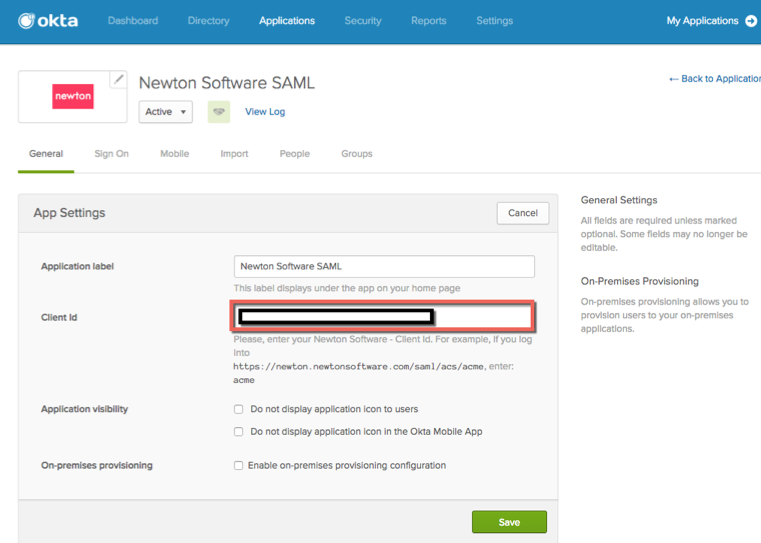 okta Dashboard Directory Applications Security Reports Settings My Applications
newton
Newton Software SAML
← Back to Application
Active View Log
General Sign On Mobile Import People Groups
App Settings
Cancel
Application label
Newton Software SAML
This label displays under the app on your home page
Client Id
Please, enter your Newton Software - Client Id. For example, If you log
into
https://newton.newtonsoftware.com/saml/acs/acme, enter:
acme
Application visibility
Do not display application icon to users
Do not display application icon in the Okta Mobile App
On-premises provisioning
Enable on-premises provisioning configuration
Save
General Settings
All fields are required unless marked
optional. Some fields may no longer be
editable.
On-Premises Provisioning
On-premises provisioning allows you to
provision users to your on-premises
applications.